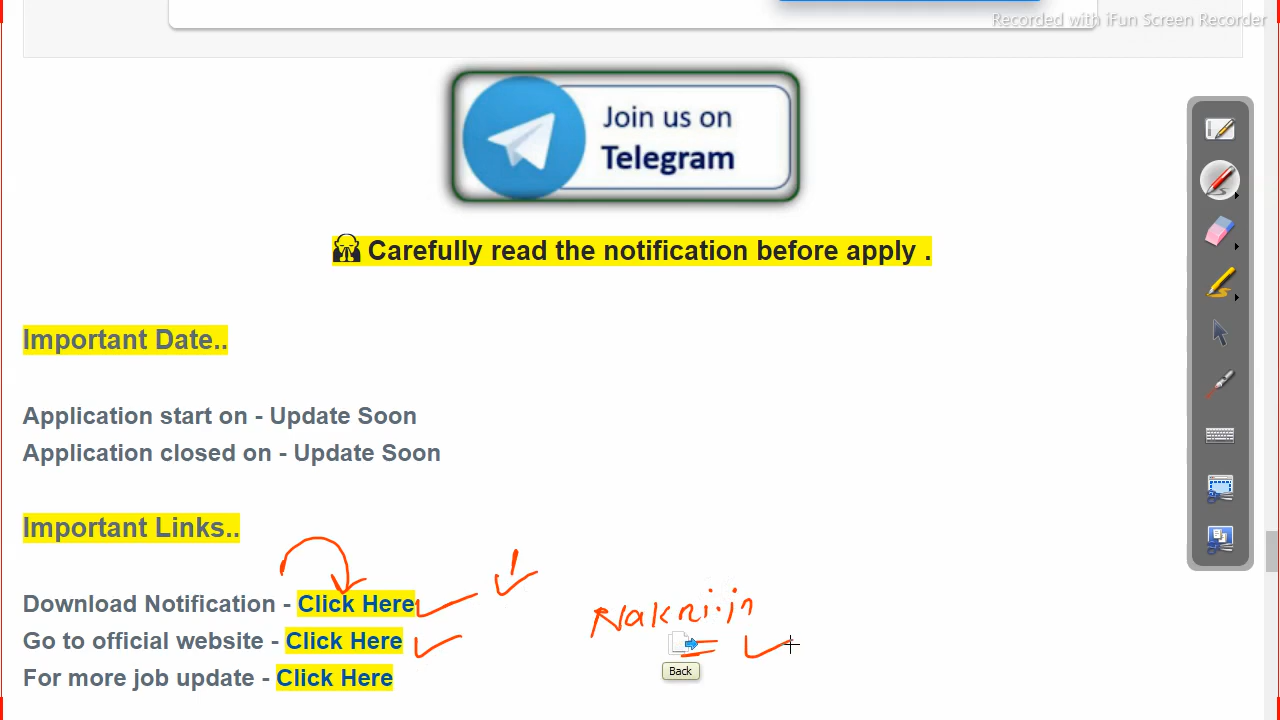 Recorded with iFun Screen Recorder
Join us on
Telegram
Carefully read the notification before apply .
Important Date..
Application start on - Update Soon
Application closed on - Update Soon
Important Links..
Download Notification - Click Here
Go to official website - Click Here
For more job update - Click Here
Nakri.in
Back